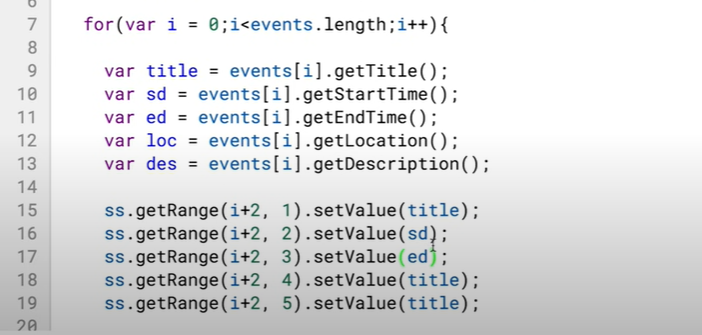 6
7 for(var i = 0;i<events.length;i++){
8
9 var title = events[i].getTitle();
10 var sd = events[i].getStartTime();
11 var ed = events[i].getEndTime();
12 var loc = events[i].getLocation();
13 var des = events[i].getDescription();
14
15 ss.getRange(i+2, 1).setValue(title);
16 ss.getRange(i+2, 2).setValue(sd);
17 ss.getRange(i+2, 3).setValue(ed);
18 ss.getRange(i+2, 4).setValue(title);
19 ss.getRange(i+2, 5).setValue(title);
20